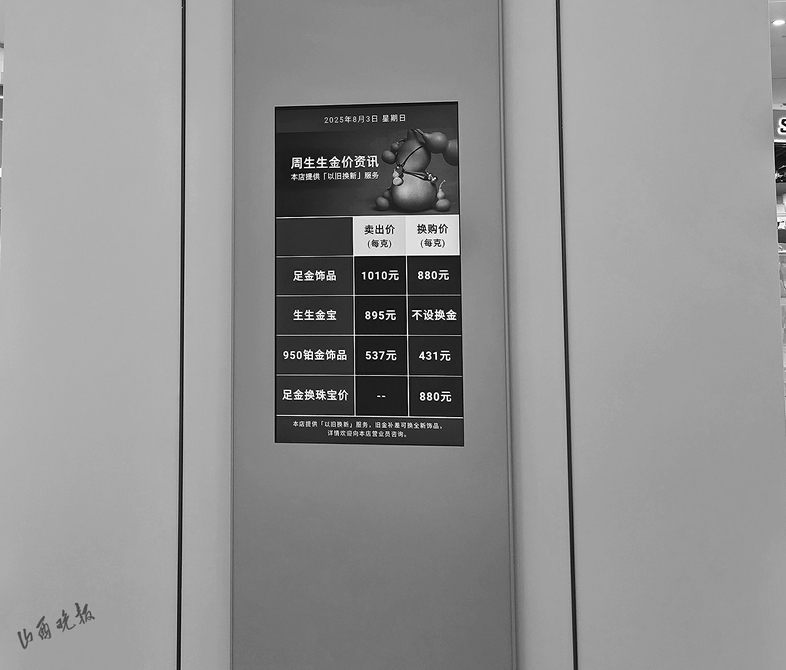 2025年8月3日 星期日
周生生金价资讯
本店提供「以旧换新」服务
卖出价 换购价
(每克) (每克)
足金饰品 1010元 880元
生生金宝 895元 不设换金
950铂金饰品 537元 431元
足金换珠宝价 -- 880元
本店提供「以旧换新」服务，旧金补差可换全新饰品，
详情欢迎向本店营业员咨询。
S
山西晚报